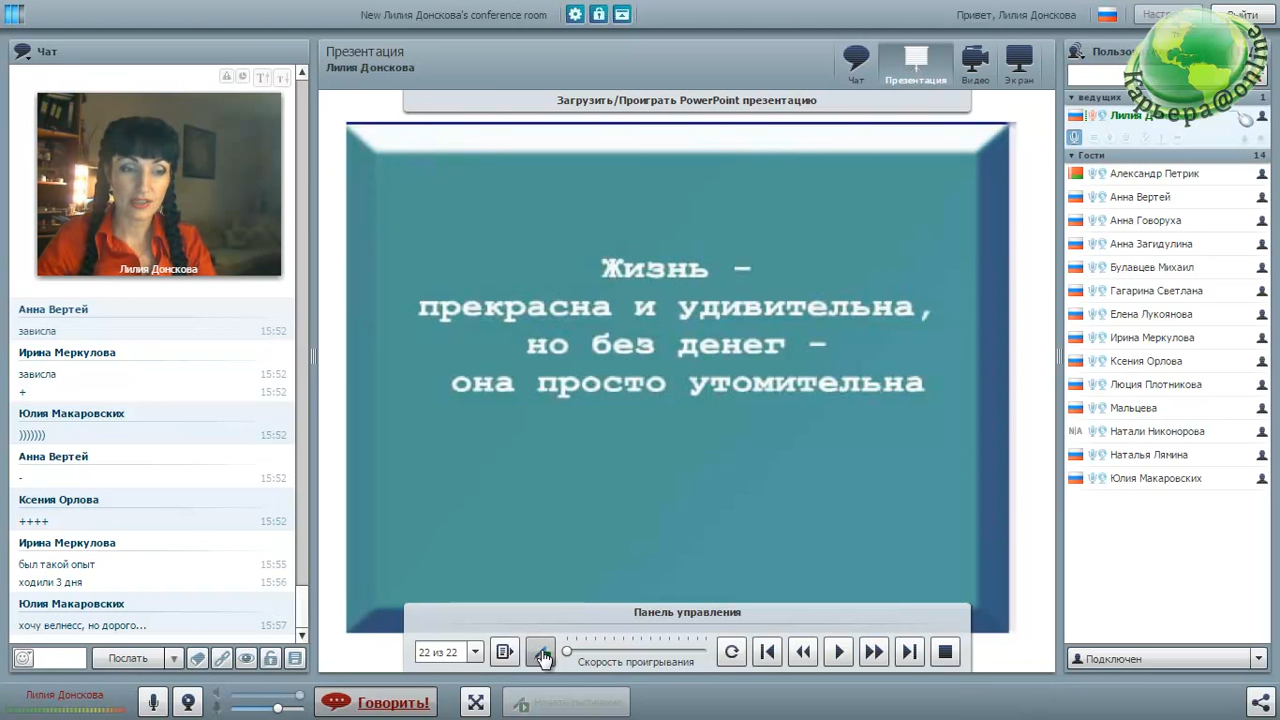 New Лилия Донскова's conference room
Привет, Лилия Донскова
Выйти
Чат
Презентация
Лилия Донскова
Чат
Презентация
Видео
Экран
Загрузить/Проиграть PowerPoint презентацию
Карьера@online
ведущих 1
Гости 14
Александр Петрик
Анна Вертей
Анна Говоруха
Анна Загидулина
Булавцев Михаил
Гагарина Светлана
Елена Лукоянова
Ирина Меркулова
Ксения Орлова
Люция Плотникова
Мальцева
N|A Натали Никонорова
Наталья Лямина
Юлия Макаровских
Лилия Донскова
Анна Вертей
зависла 15:52
Ирина Меркулова
зависла 15:52
+ 15:52
Юлия Макаровских
))))))) 15:52
Анна Вертей
- 15:52
Ксения Орлова
++++ 15:52
Ирина Меркулова
был такой опыт 15:55
ходили 3 дня 15:56
Юлия Макаровских
хочу велнесс, но дорого... 15:57
Послать
Жизнь –
прекрасна и удивительна,
но без денег –
она просто утомительна
Панель управления
22 из 22
Скорость проигрывания
Подключен
Лилия Донскова
Говорить!